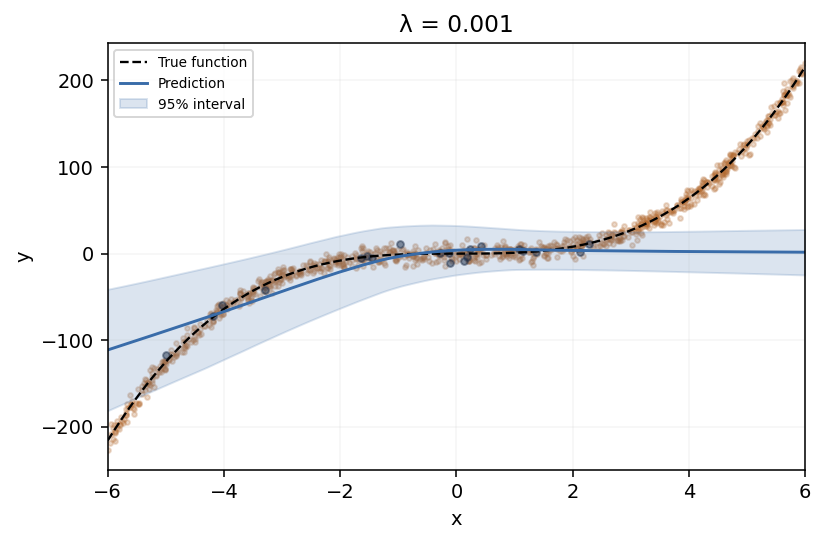 λ = 0.001
True function
Prediction
95% interval
200
100
0
−100
−200
y
−6
−4
−2
0
2
4
6
x